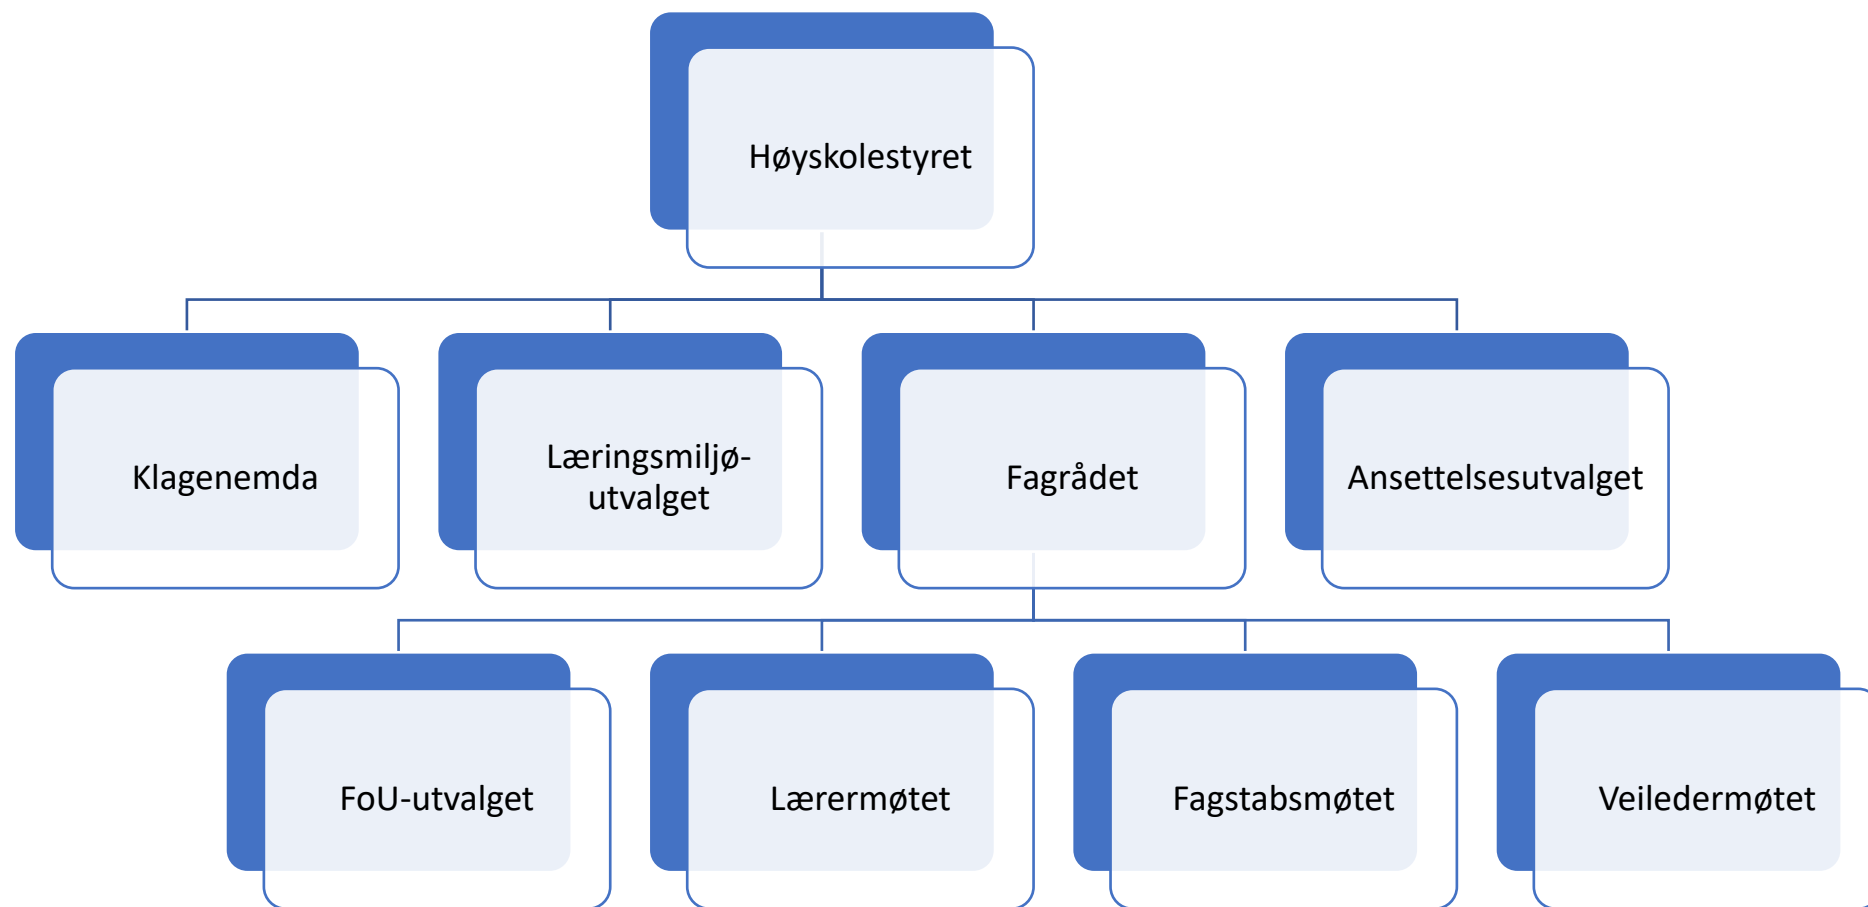 Høyskolestyret
Klagenemda
Læringsmiljø-
utvalget
Fagrådet
Ansettelsesutvalget
FoU-utvalget
Lærermøtet
Fagstabsmøtet
Veiledermøtet